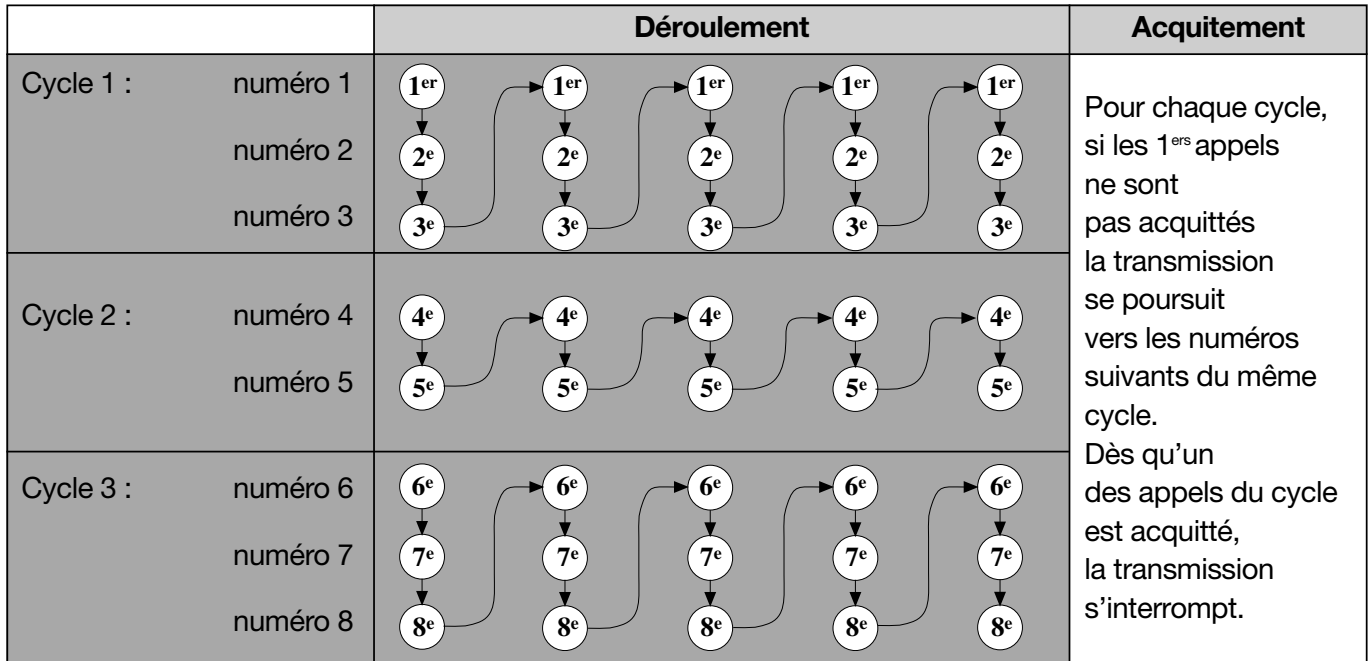 Déroulement Acquitement
Cycle 1 : numéro 1 1er 1er 1er 1er 1er
numéro 2 2e 2e 2e 2e 2e
numéro 3 3e 3e 3e 3e 3e
Cycle 2 : numéro 4 4e 4e 4e 4e 4e
numéro 5 5e 5e 5e 5e 5e
Cycle 3 : numéro 6 6e 6e 6e 6e 6e
numéro 7 7e 7e 7e 7e 7e
numéro 8 8e 8e 8e 8e 8e
Pour chaque cycle,
si les 1ers appels
ne sont
pas acquittés
la transmission
se poursuit
vers les numéros
suivants du même
cycle.
Dès qu’un
des appels du cycle
est acquitté,
la transmission
s’interrompt.